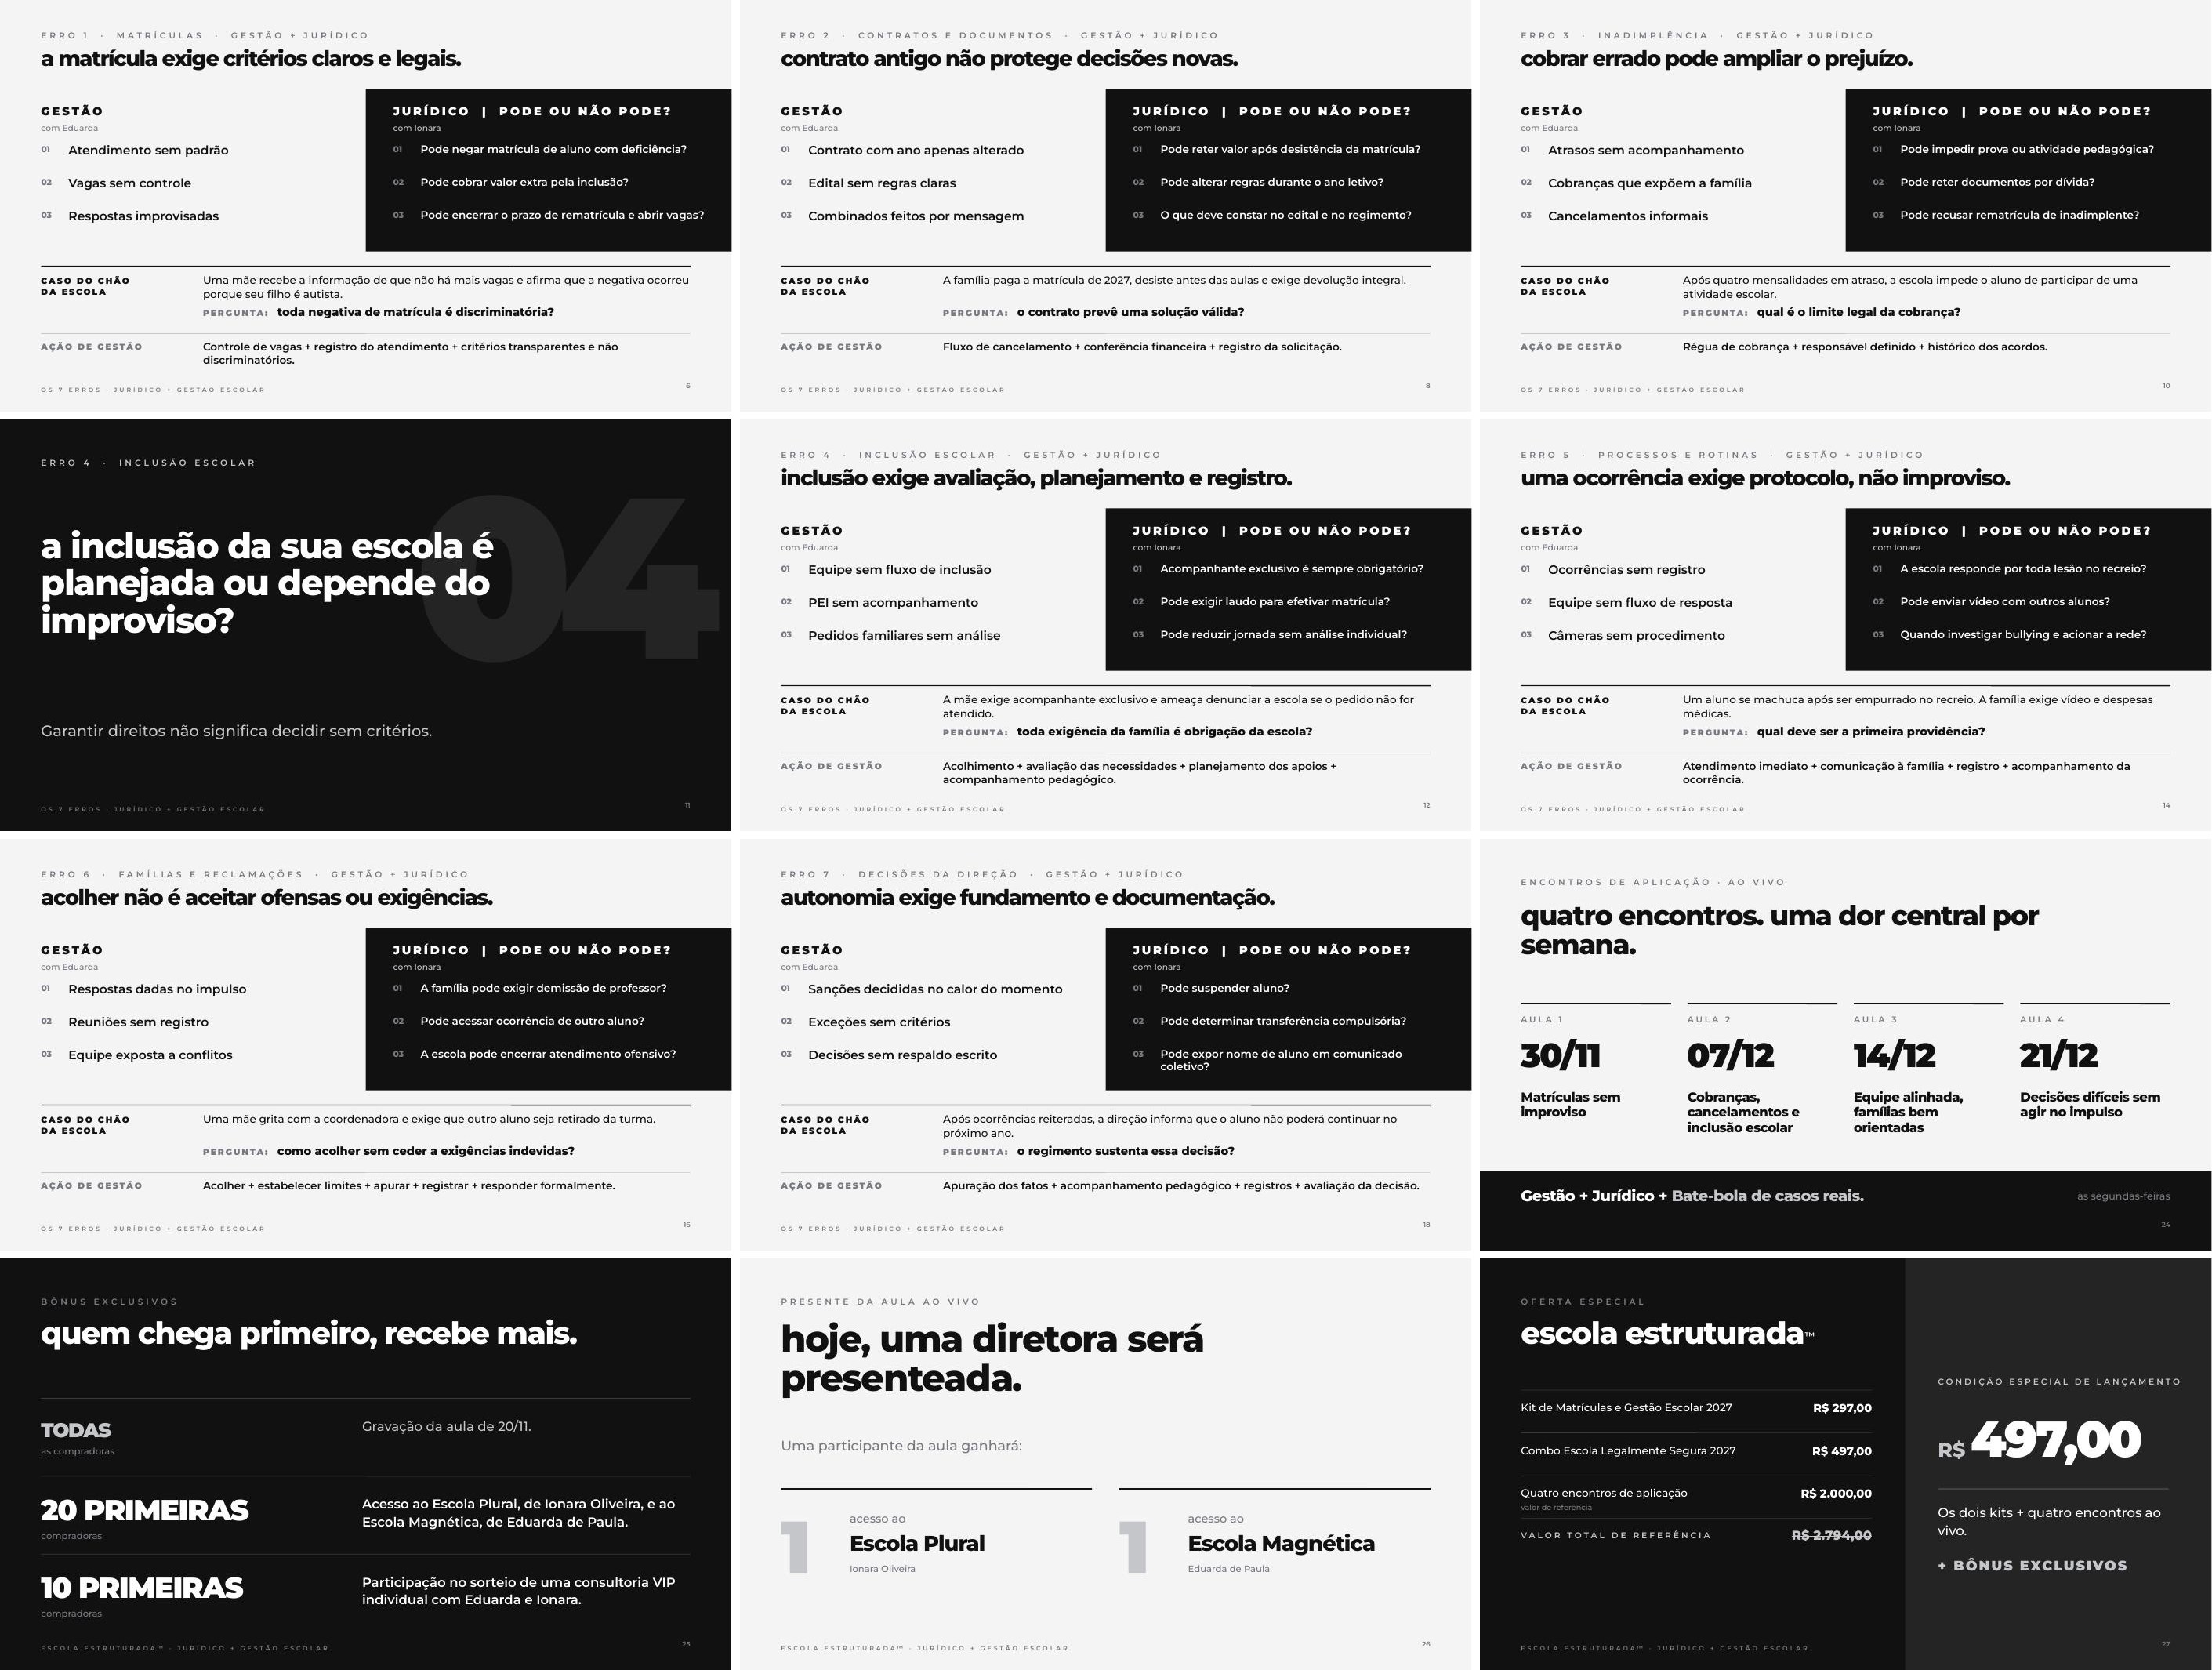 ERRO 1 · MATRÍCULAS · GESTÃO + JURÍDICO
a matrícula exige critérios claros e legais.
GESTÃO
com Eduarda
01 Atendimento sem padrão
02 Vagas sem controle
03 Respostas improvisadas
JURÍDICO | PODE OU NÃO PODE?
com Ionara
01 Pode negar matrícula de aluno com deficiência?
02 Pode cobrar valor extra pela inclusão?
03 Pode encerrar o prazo de rematrícula e abrir vagas?
CASO DO CHÃO
DA ESCOLA
Uma mãe recebe a informação de que não há mais vagas e afirma que a negativa ocorreu
porque seu filho é autista.
PERGUNTA: toda negativa de matrícula é discriminatória?
AÇÃO DE GESTÃO
Controle de vagas + registro do atendimento + critérios transparentes e não
discriminatórios.
OS 7 ERROS · JURÍDICO + GESTÃO ESCOLAR
6
ERRO 2 · CONTRATOS E DOCUMENTOS · GESTÃO + JURÍDICO
contrato antigo não protege decisões novas.
GESTÃO
com Eduarda
01 Contrato com ano apenas alterado
02 Edital sem regras claras
03 Combinados feitos por mensagem
JURÍDICO | PODE OU NÃO PODE?
com Ionara
01 Pode reter valor após desistência da matrícula?
02 Pode alterar regras durante o ano letivo?
03 O que deve constar no edital e no regimento?
CASO DO CHÃO
DA ESCOLA
A família paga a matrícula de 2027, desiste antes das aulas e exige devolução integral.
PERGUNTA: o contrato prevê uma solução válida?
AÇÃO DE GESTÃO
Fluxo de cancelamento + conferência financeira + registro da solicitação.
OS 7 ERROS · JURÍDICO + GESTÃO ESCOLAR
8
ERRO 3 · INADIMPLÊNCIA · GESTÃO + JURÍDICO
cobrar errado pode ampliar o prejuízo.
GESTÃO
com Eduarda
01 Atrasos sem acompanhamento
02 Cobranças que expõem a família
03 Cancelamentos informais
JURÍDICO | PODE OU NÃO PODE?
com Ionara
01 Pode impedir prova ou atividade pedagógica?
02 Pode reter documentos por dívida?
03 Pode recusar rematrícula de inadimplente?
CASO DO CHÃO
DA ESCOLA
Após quatro mensalidades em atraso, a escola impede o aluno de participar de uma
atividade escolar.
PERGUNTA: qual é o limite legal da cobrança?
AÇÃO DE GESTÃO
Régua de cobrança + responsável definido + histórico dos acordos.
OS 7 ERROS · JURÍDICO + GESTÃO ESCOLAR
10
ERRO 4 · INCLUSÃO ESCOLAR
04
a inclusão da sua escola é
planejada ou depende do
improviso?
Garantir direitos não significa decidir sem critérios.
OS 7 ERROS · JURÍDICO + GESTÃO ESCOLAR
11
ERRO 4 · INCLUSÃO ESCOLAR · GESTÃO + JURÍDICO
inclusão exige avaliação, planejamento e registro.
GESTÃO
com Eduarda
01 Equipe sem fluxo de inclusão
02 PEI sem acompanhamento
03 Pedidos familiares sem análise
JURÍDICO | PODE OU NÃO PODE?
com Ionara
01 Acompanhante exclusivo é sempre obrigatório?
02 Pode exigir laudo para efetivar matrícula?
03 Pode reduzir jornada sem análise individual?
CASO DO CHÃO
DA ESCOLA
A mãe exige acompanhante exclusivo e ameaça denunciar a escola se o pedido não for
atendido.
PERGUNTA: toda exigência da família é obrigação da escola?
AÇÃO DE GESTÃO
Acolhimento + avaliação das necessidades + planejamento dos apoios +
acompanhamento pedagógico.
OS 7 ERROS · JURÍDICO + GESTÃO ESCOLAR
12
ERRO 5 · PROCESSOS E ROTINAS · GESTÃO + JURÍDICO
uma ocorrência exige protocolo, não improviso.
GESTÃO
com Eduarda
01 Ocorrências sem registro
02 Equipe sem fluxo de resposta
03 Câmeras sem procedimento
JURÍDICO | PODE OU NÃO PODE?
com Ionara
01 A escola responde por toda lesão no recreio?
02 Pode enviar vídeo com outros alunos?
03 Quando investigar bullying e acionar a rede?
CASO DO CHÃO
DA ESCOLA
Um aluno se machuca após ser empurrado no recreio. A família exige vídeo e despesas
médicas.
PERGUNTA: qual deve ser a primeira providência?
AÇÃO DE GESTÃO
Atendimento imediato + comunicação à família + registro + acompanhamento da
ocorrência.
OS 7 ERROS · JURÍDICO + GESTÃO ESCOLAR
14
ERRO 6 · FAMÍLIAS E RECLAMAÇÕES · GESTÃO + JURÍDICO
acolher não é aceitar ofensas ou exigências.
GESTÃO
com Eduarda
01 Respostas dadas no impulso
02 Reuniões sem registro
03 Equipe exposta a conflitos
JURÍDICO | PODE OU NÃO PODE?
com Ionara
01 A família pode exigir demissão de professor?
02 Pode acessar ocorrência de outro aluno?
03 A escola pode encerrar atendimento ofensivo?
CASO DO CHÃO
DA ESCOLA
Uma mãe grita com a coordenadora e exige que outro aluno seja retirado da turma.
PERGUNTA: como acolher sem ceder a exigências indevidas?
AÇÃO DE GESTÃO
Acolher + estabelecer limites + apurar + registrar + responder formalmente.
OS 7 ERROS · JURÍDICO + GESTÃO ESCOLAR
16
ERRO 7 · DECISÕES DA DIREÇÃO · GESTÃO + JURÍDICO
autonomia exige fundamento e documentação.
GESTÃO
com Eduarda
01 Sanções decididas no calor do momento
02 Exceções sem critérios
03 Decisões sem respaldo escrito
JURÍDICO | PODE OU NÃO PODE?
com Ionara
01 Pode suspender aluno?
02 Pode determinar transferência compulsória?
03 Pode expor nome de aluno em comunicado
coletivo?
CASO DO CHÃO
DA ESCOLA
Após ocorrências reiteradas, a direção informa que o aluno não poderá continuar no
próximo ano.
PERGUNTA: o regimento sustenta essa decisão?
AÇÃO DE GESTÃO
Apuração dos fatos + acompanhamento pedagógico + registros + avaliação da decisão.
OS 7 ERROS · JURÍDICO + GESTÃO ESCOLAR
18
ENCONTROS DE APLICAÇÃO · AO VIVO
quatro encontros. uma dor central por
semana.
AULA 1
30/11
Matrículas sem
improviso
AULA 2
07/12
Cobranças,
cancelamentos e
inclusão escolar
AULA 3
14/12
Equipe alinhada,
famílias bem
orientadas
AULA 4
21/12
Decisões difíceis sem
agir no impulso
Gestão + Jurídico + Bate-bola de casos reais.
às segundas-feiras
24
BÔNUS EXCLUSIVOS
quem chega primeiro, recebe mais.
TODAS
as compradoras
Gravação da aula de 20/11.
20 PRIMEIRAS
compradoras
Acesso ao Escola Plural, de Ionara Oliveira, e ao
Escola Magnética, de Eduarda de Paula.
10 PRIMEIRAS
compradoras
Participação no sorteio de uma consultoria VIP
individual com Eduarda e Ionara.
ESCOLA ESTRUTURADA™ · JURÍDICO + GESTÃO ESCOLAR
25
PRESENTE DA AULA AO VIVO
hoje, uma diretora será
presenteada.
Uma participante da aula ganhará:
1
acesso ao
Escola Plural
Ionara Oliveira
1
acesso ao
Escola Magnética
Eduarda de Paula
ESCOLA ESTRUTURADA™ · JURÍDICO + GESTÃO ESCOLAR
26
OFERTA ESPECIAL
escola estruturada™
Kit de Matrículas e Gestão Escolar 2027 R$ 297,00
Combo Escola Legalmente Segura 2027 R$ 497,00
Quatro encontros de aplicação R$ 2.000,00
valor de referência
VALOR TOTAL DE REFERÊNCIA R$ 2.794,00
CONDIÇÃO ESPECIAL DE LANÇAMENTO
R$ 497,00
Os dois kits + quatro encontros ao
vivo.
+ BÔNUS EXCLUSIVOS
ESCOLA ESTRUTURADA™ · JURÍDICO + GESTÃO ESCOLAR
27